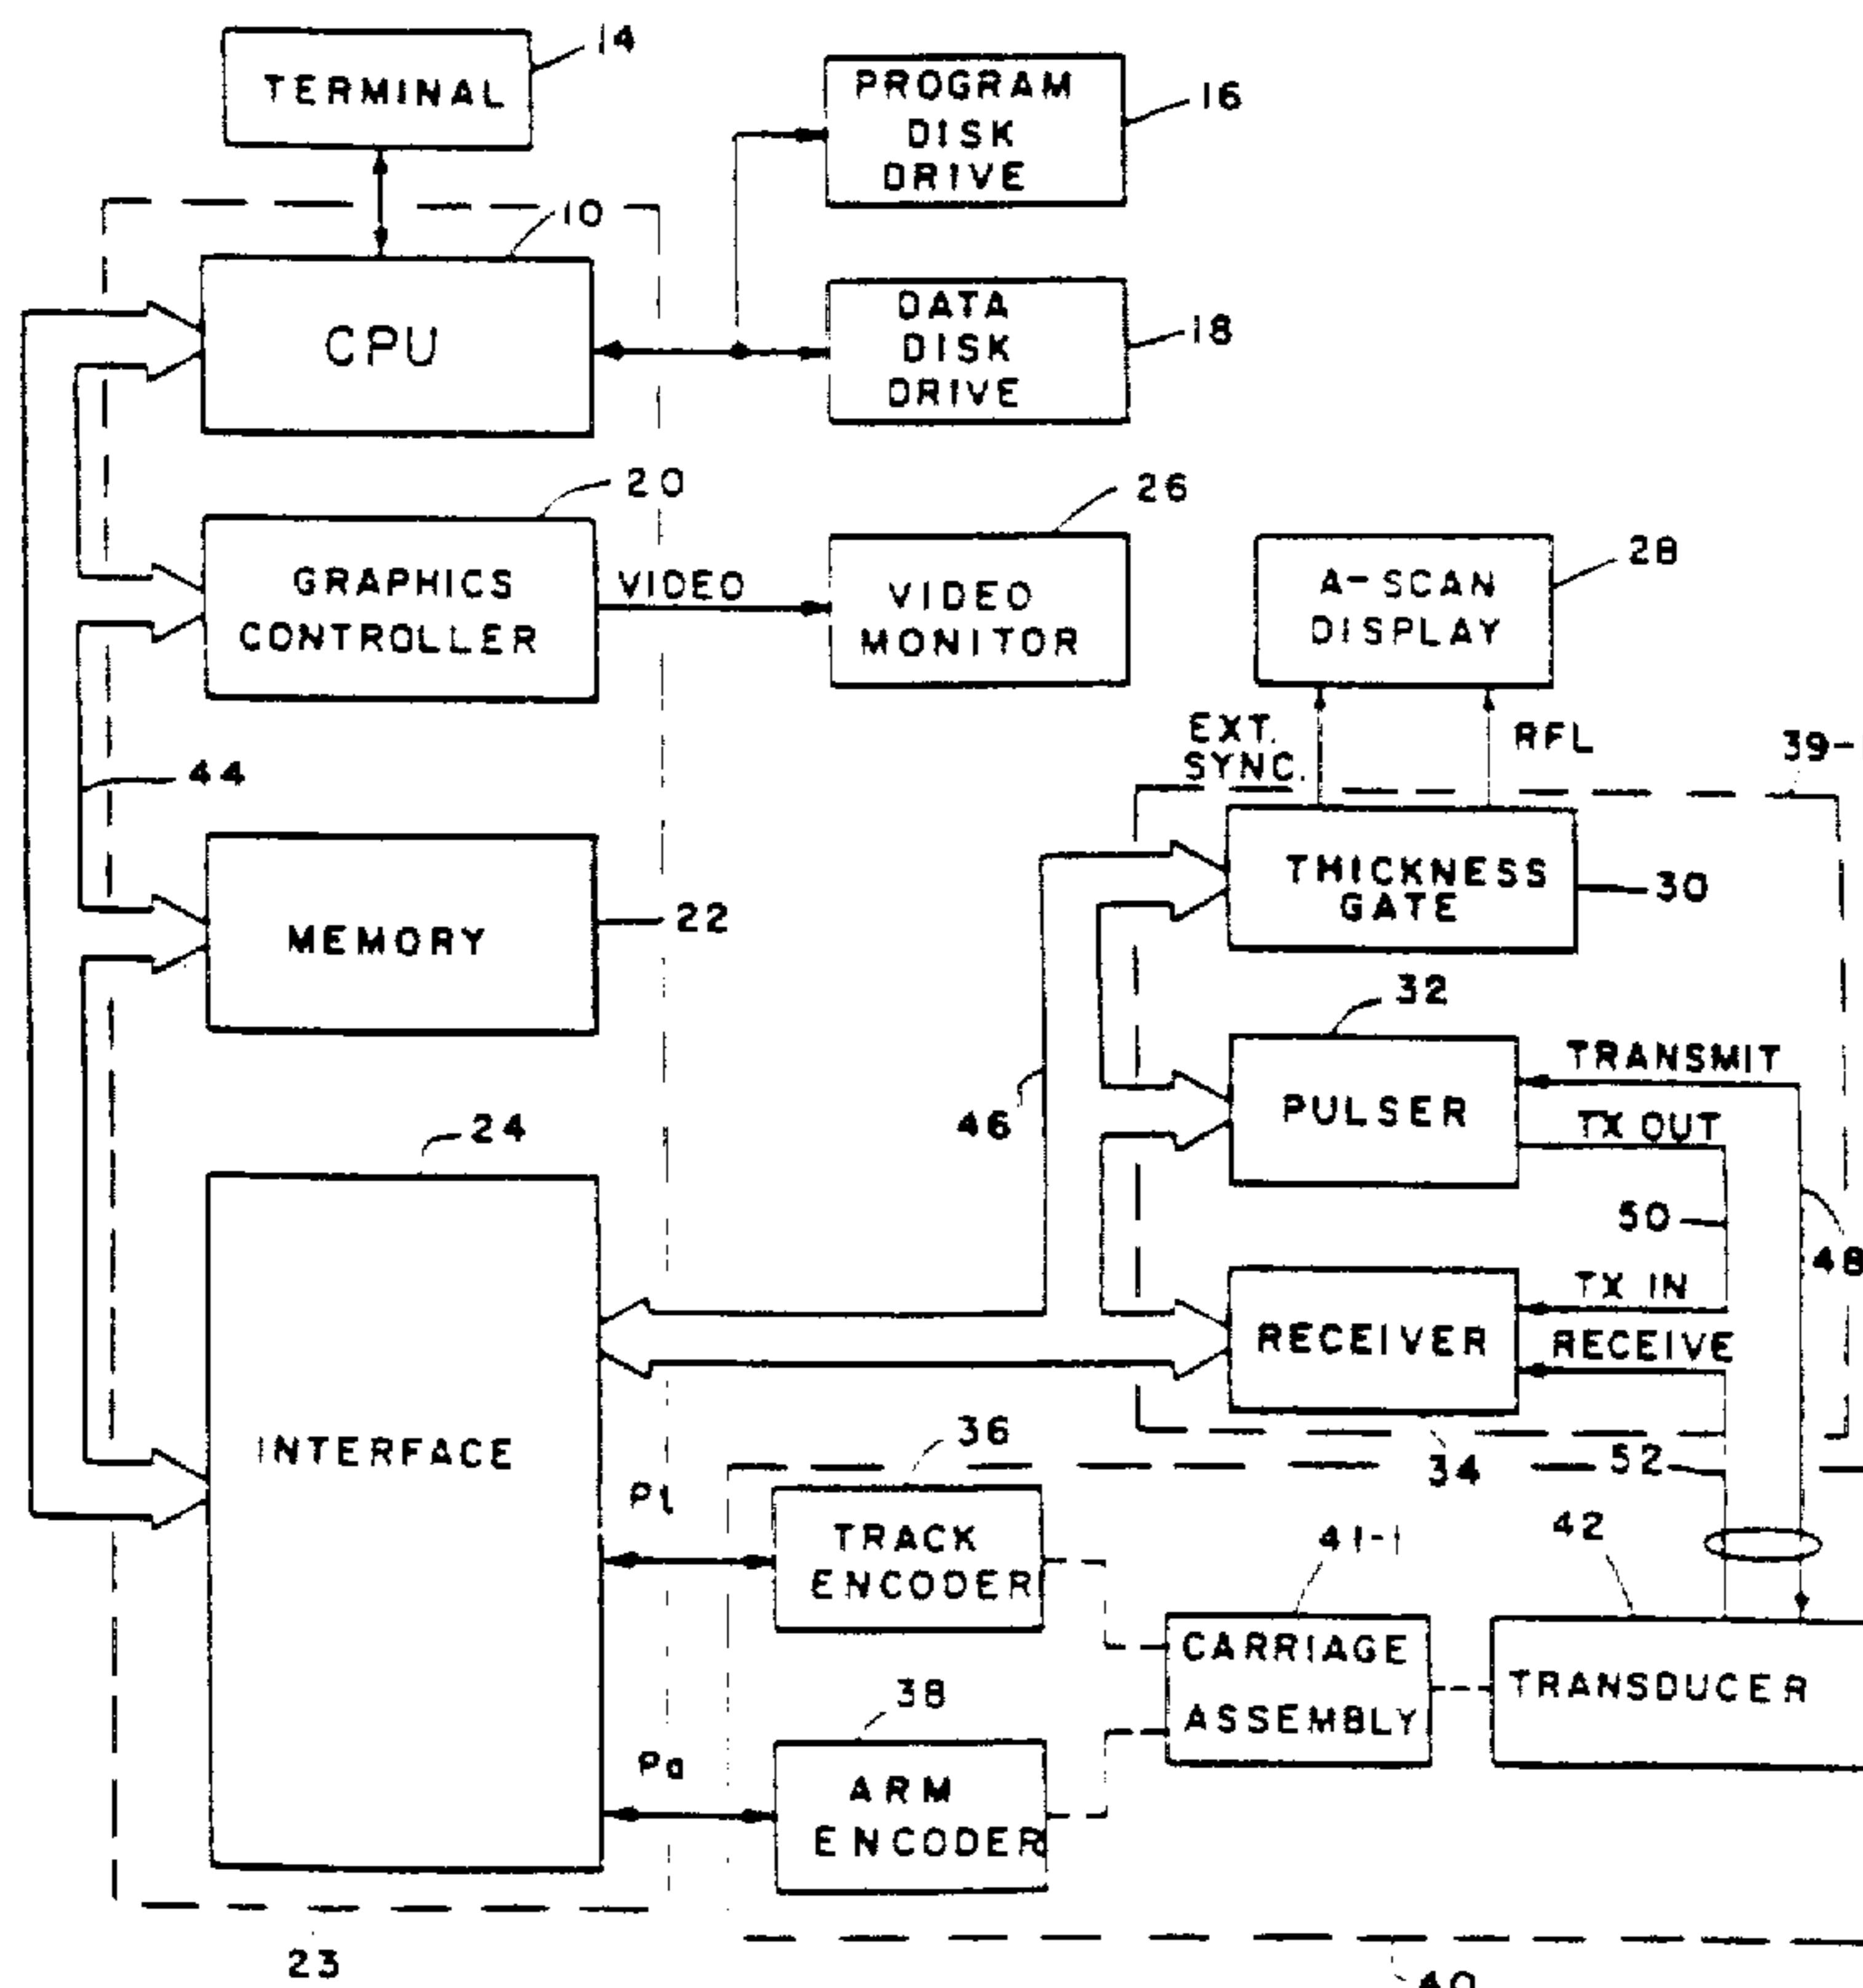 14
TERMINAL
PROGRAM
DISK
DRIVE
16
10
CPU
DATA
DISK
DRIVE
18
20
GRAPHICS
CONTROLLER
VIDEO
26
VIDEO
MONITOR
28
A-SCAN
DISPLAY
EXT.
SYNC.
RFL
44
MEMORY
22
THICKNESS
GATE
30
32
PULSER
TRANSMIT
TX OUT
46
24
50
48
TX IN
RECEIVER
RECEIVE
INTERFACE
34
52
36
TRACK
ENCODER
41-1
42
CARRIAGE
ASSEMBLY
TRANSDUCER
38
Pa
ARM
ENCODER
23
40